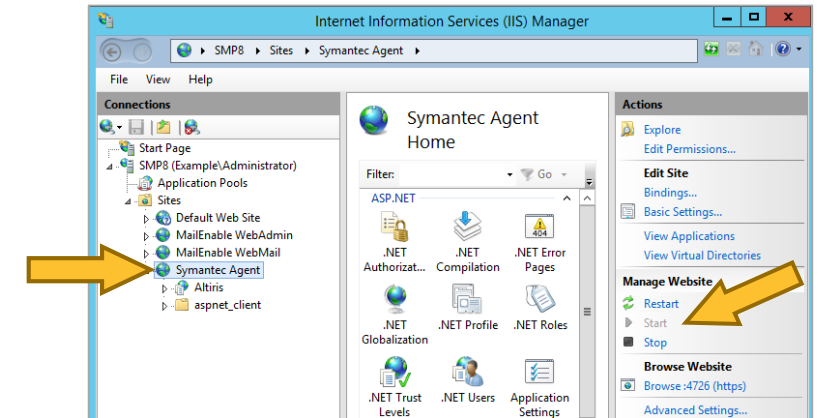 Internet Information Services (IIS) Manager
SMP8 Sites Symantec Agent
File View Help
Connections
Start Page
SMP8 (Example\Administrator)
Application Pools
Sites
Default Web Site
MailEnable WebAdmin
MailEnable WebMail
Symantec Agent
Altiris
aspnet_client
Symantec Agent
Home
Filter: Go
ASP.NET
.NET
Authorizat...
.NET
Compilation
404
.NET Error
Pages
.NET
Globalization
.NET Profile
.NET Roles
.NET Trust
Levels
.NET Users
Application
Settings
Actions
Explore
Edit Permissions...
Edit Site
Bindings...
Basic Settings...
View Applications
View Virtual Directories
Manage Website
Restart
Start
Stop
Browse Website
Browse :4726 (https)
Advanced Settings...